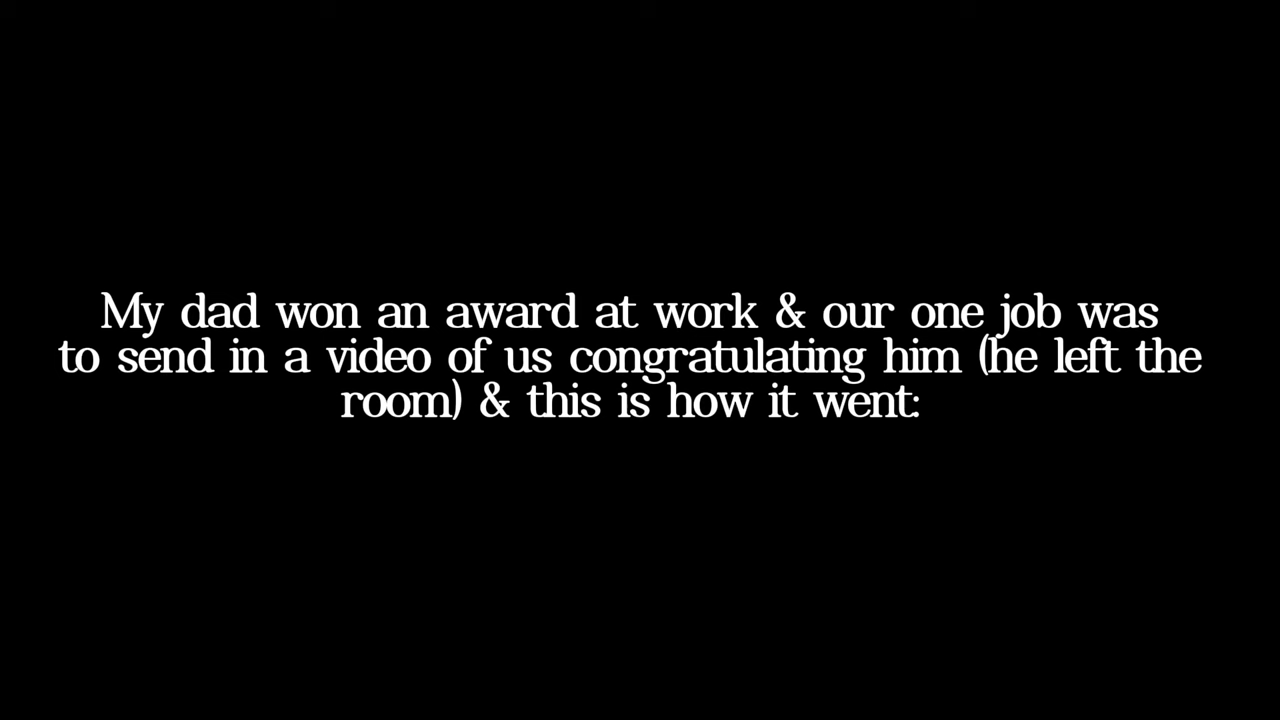 My dad won an award at work & our one job was
to send in a video of us congratulating him (he left the
room) & this is how it went: